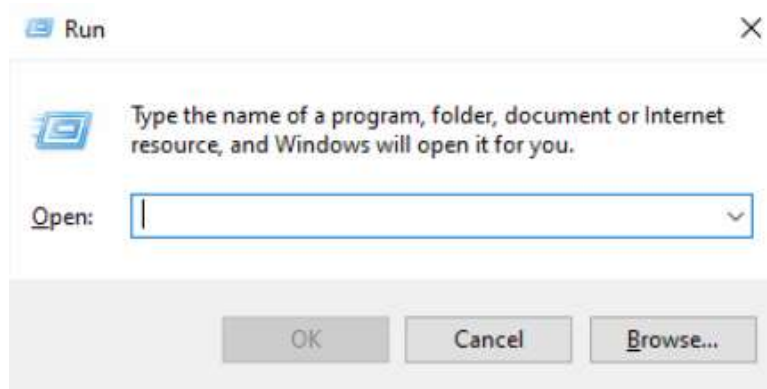 Run
Type the name of a program, folder, document or Internet
resource, and Windows will open it for you.
Open:
OK Cancel Browse...